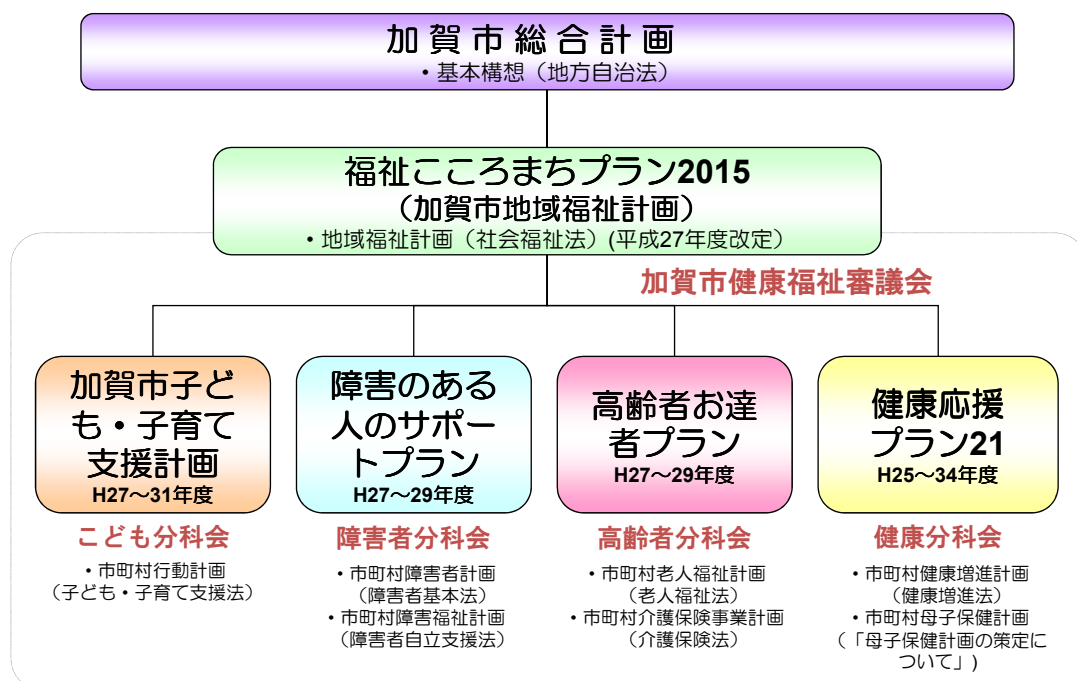 加賀市総合計画
・基本構想（地方自治法）
福祉こころまちプラン2015
（加賀市地域福祉計画）
・地域福祉計画（社会福祉法）(平成27年度改定）
加賀市健康福祉審議会
加賀市子ど
も・子育て
支援計画
H27～31年度
こども分科会
・市町村行動計画
（子ども・子育て支援法）
障害のある
人のサポー
トプラン
H27～29年度
障害者分科会
・市町村障害者計画
（障害者基本法）
・市町村障害福祉計画
（障害者自立支援法）
高齢者お達
者プラン
H27～29年度
高齢者分科会
・市町村老人福祉計画
（老人福祉法）
・市町村介護保険事業計画
（介護保険法）
健康応援
プラン21
H25～34年度
健康分科会
・市町村健康増進計画
（健康増進法）
・市町村母子保健計画
（「母子保健計画の策定に
ついて」)